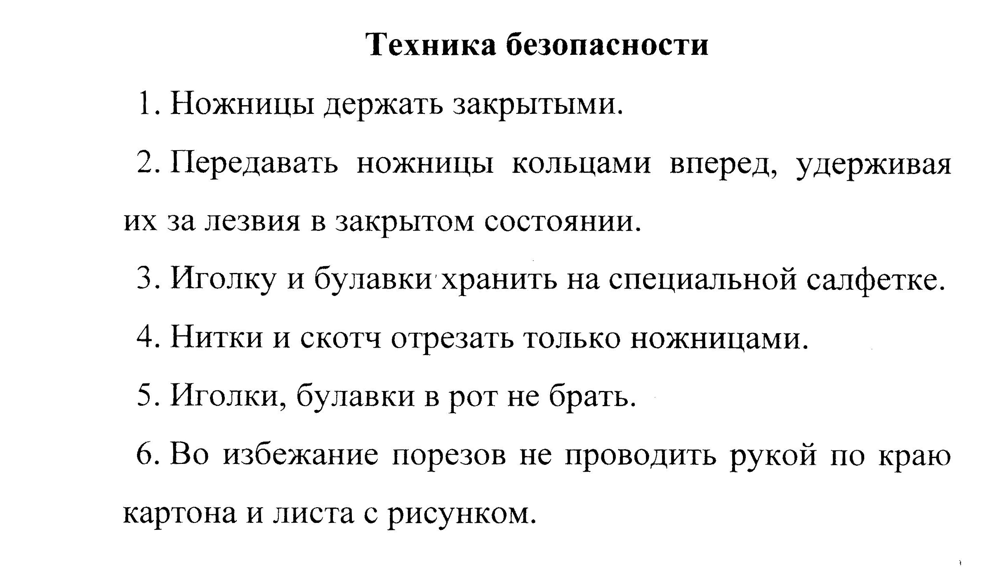 Техника безопасности
1. Ножницы держать закрытыми.
2. Передавать ножницы кольцами вперед, удерживая
их за лезвия в закрытом состоянии.
3. Иголку и булавки хранить на специальной салфетке.
4. Нитки и скотч отрезать только ножницами.
5. Иголки, булавки в рот не брать.
6. Во избежание порезов не проводить рукой по краю
картона и листа с рисунком.